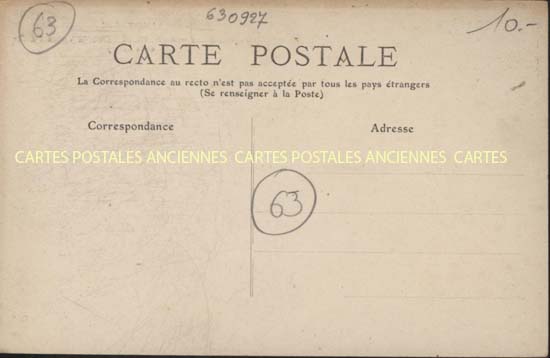 63
630927
10.-
CARTE POSTALE
La Correspondance au recto n'est pas acceptée par tous les pays étrangers
(Se renseigner à la Poste)
Correspondance
Adresse
CARTES POSTALES ANCIENNES CARTES POSTALES ANCIENNES CARTES
63